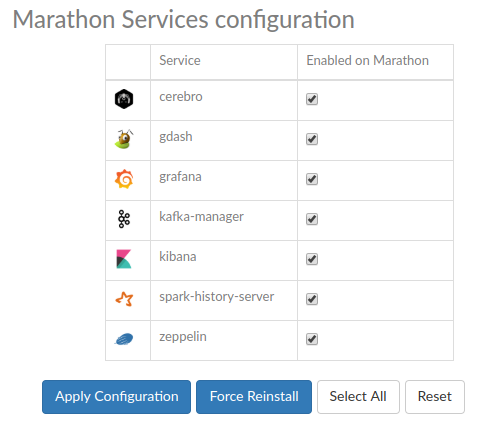 Marathon Services configuration
Service Enabled on Marathon
cerebro
gdash
grafana
kafka-manager
kibana
spark-history-server
zeppelin
Apply Configuration Force Reinstall Select All Reset